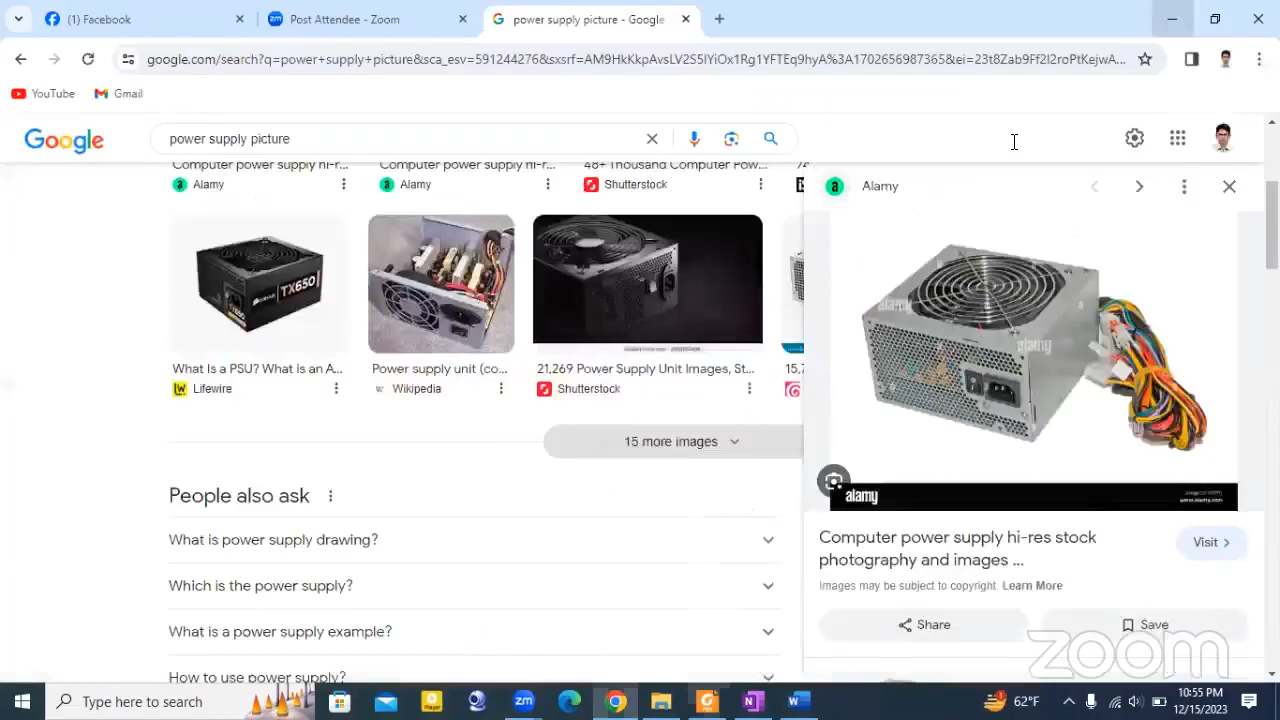 (1) Facebook
Post Attendee - Zoom
power supply picture - Google
google.com/search?q=power+supply+picture&sca_esv=591244276&sxsrf=AM9HkKkpAvsLV2S5IYiOx1Rg1YFTEq9hyA%3A1702656987365&ei=23t8Zab9Ff2I2roPtKejwA...
YouTube
Gmail
Google
power supply picture
Computer power supply hi-r...
Computer power supply hi-r...
48+ Thousand Computer Pow...
Alamy
Alamy
Shutterstock
Alamy
TX650
What Is a PSU? What is an A...
Power supply unit (co...
21,269 Power Supply Unit Images, St...
15,7
Lifewire
Wikipedia
Shutterstock
alamy
alamy
15 more images
alamy
www.alamy.com
People also ask
What is power supply drawing?
Which is the power supply?
What is a power supply example?
How to use power supply?
Computer power supply hi-res stock
photography and images ...
Visit
Images may be subject to copyright. Learn More
Share
Save
zoom
Type here to search
62°F
10:55 PM
12/15/2023